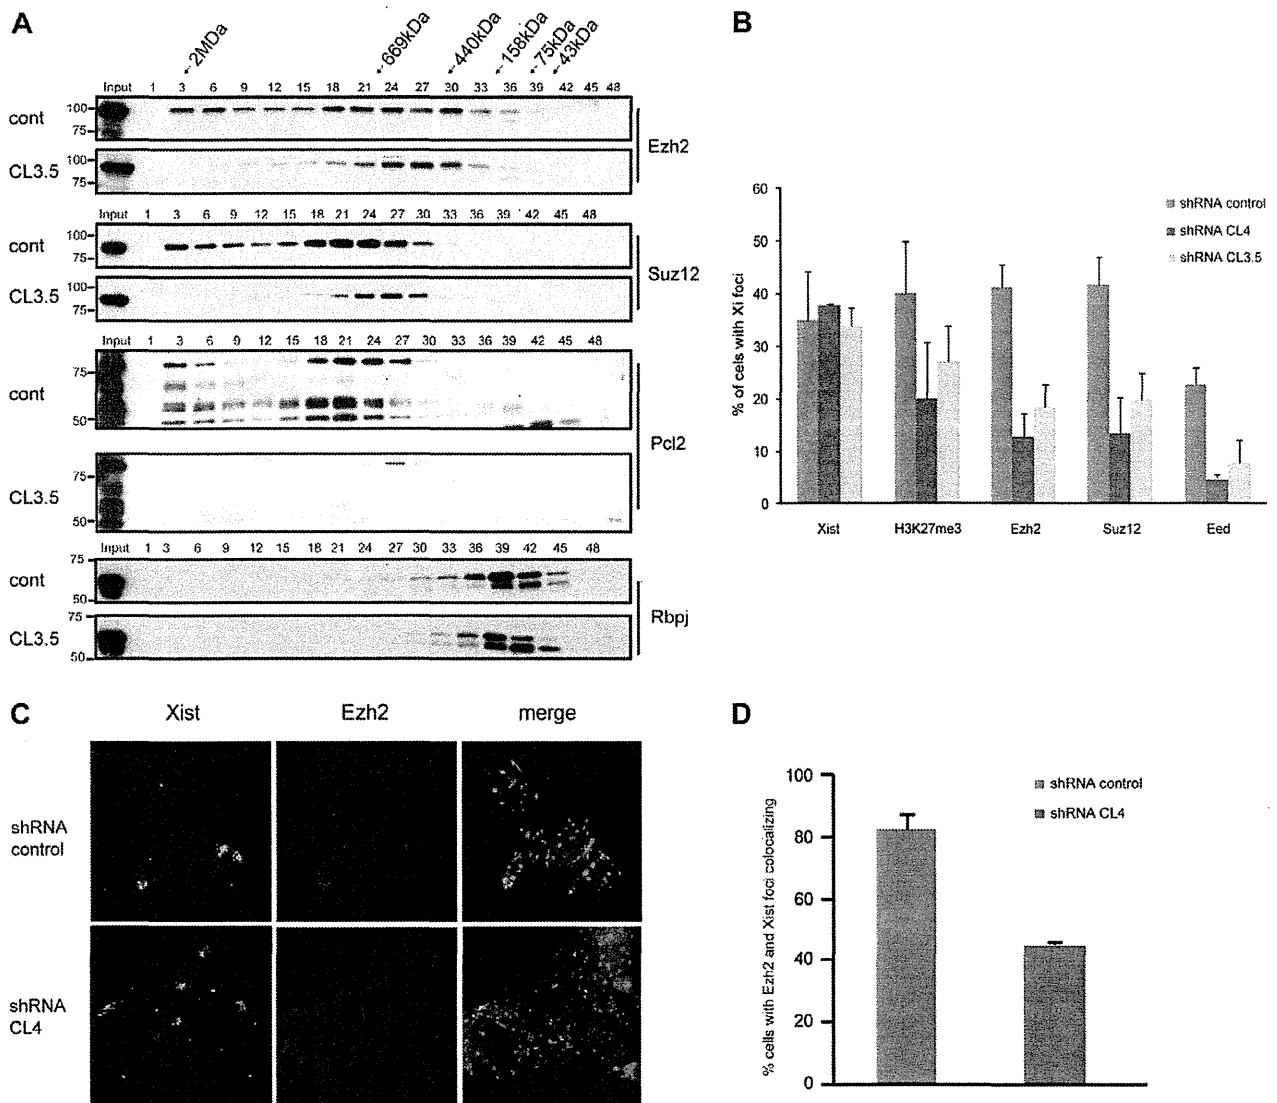 A
2MDa
669kDa
440kDa
158kDa
75kDa
43kDa
Input 1 3 6 9 12 15 18 21 24 27 30 33 36 39 42 45 48
cont
100
75
CL3.5
100
75
Ezh2
Input 1 3 6 9 12 15 18 21 24 27 30 33 36 39 42 45 48
cont
100
75
CL3.5
100
75
Suz12
Input 1 3 6 9 12 15 18 21 24 27 30 33 36 39 42 45 48
cont
75
50
CL3.5
75
50
Pcl2
Input 1 3 6 9 12 15 18 21 24 27 30 33 36 39 42 45 48
cont
75
50
CL3.5
75
50
Rbpj
B
% of cels with Xi foci
60
50
40
30
20
10
0
Xist H3K27me3 Ezh2 Suz12 Eed
shRNA control
shRNA CL4
shRNA CL3.5
C
Xist Ezh2 merge
shRNA
control
shRNA
CL4
D
% cells with Ezh2 and Xist foci colocalizing
100
80
60
40
20
0
shRNA control
shRNA CL4